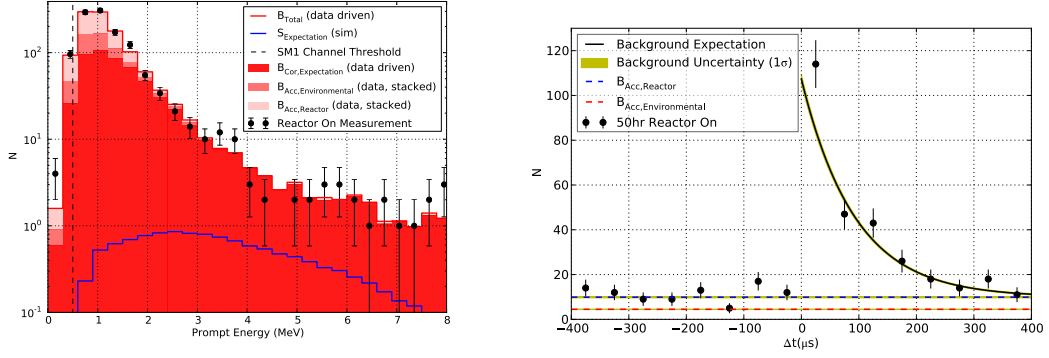 B_Total (data driven)
S_Expectation (sim)
SM1 Channel Threshold
B_Cor,Expectation (data driven)
B_Acc,Environmental (data, stacked)
B_Acc,Reactor (data, stacked)
Reactor On Measurement
N
10^2
10^1
10^0
10^-1
0 1 2 3 4 5 6 7 8
Prompt Energy (MeV)
Background Expectation
Background Uncertainty (1σ)
B_Acc,Reactor
B_Acc,Environmental
50hr Reactor On
N
120
100
80
60
40
20
0
−400 −300 −200 −100 0 100 200 300 400
Δt(μs)